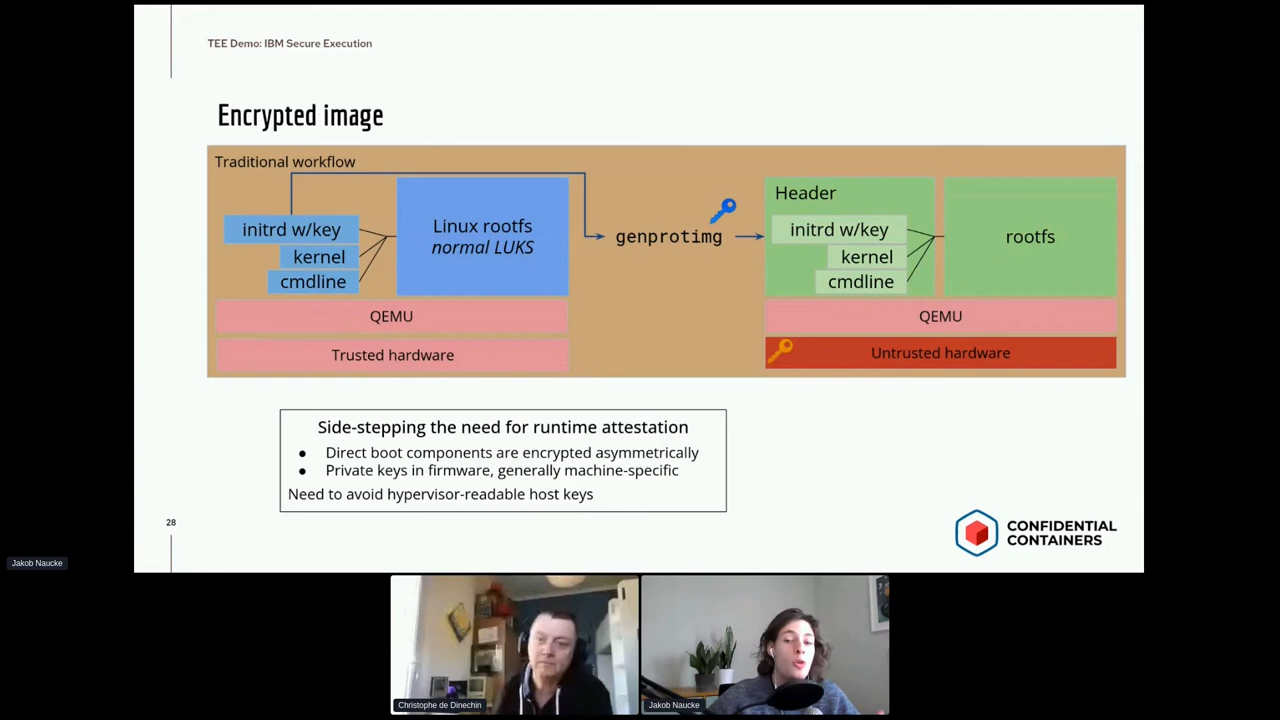 TEE Demo: IBM Secure Execution
Encrypted image
Traditional workflow
initrd w/key
kernel
cmdline
Linux rootfs
normal LUKS
QEMU
Trusted hardware
genprotimg
Header
initrd w/key
kernel
cmdline
rootfs
QEMU
Untrusted hardware
Side-stepping the need for runtime attestation
● Direct boot components are encrypted asymmetrically
● Private keys in firmware, generally machine-specific
Need to avoid hypervisor-readable host keys
28
CONFIDENTIAL
CONTAINERS
Jakob Naucke
Christophe de Dinechin
Jakob Naucke